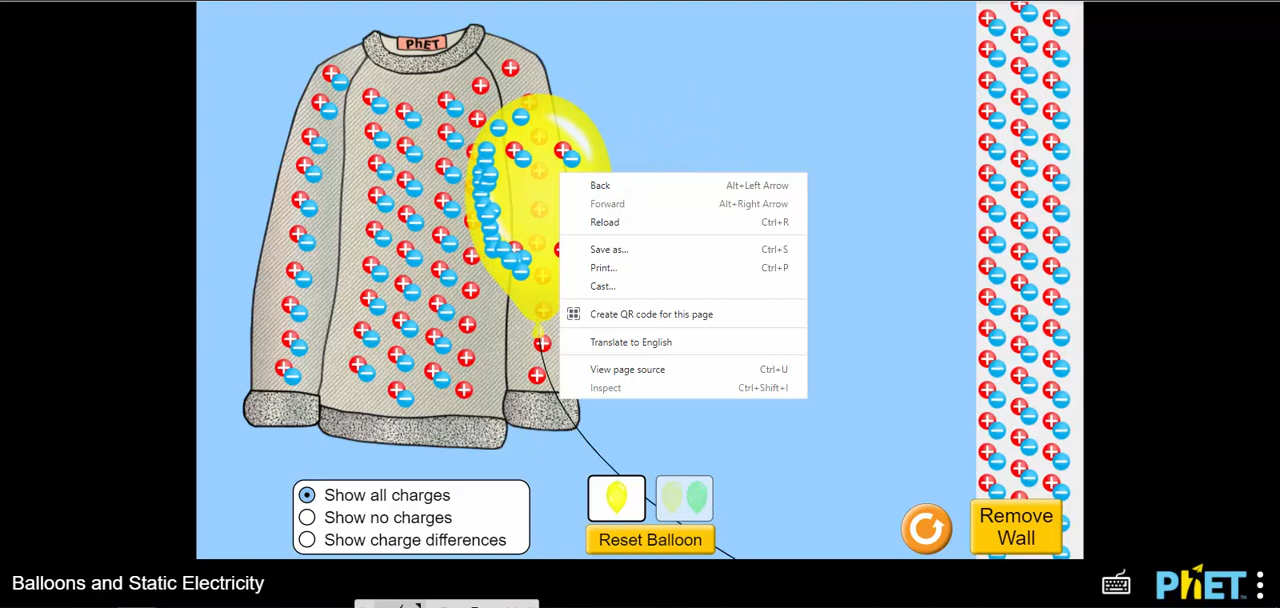 PhET
Back Alt+Left Arrow
Forward Alt+Right Arrow
Reload Ctrl+R
Save as... Ctrl+S
Print... Ctrl+P
Cast...
Create QR code for this page
Translate to English
View page source Ctrl+U
Inspect Ctrl+Shift+I
Show all charges
Show no charges
Show charge differences
Reset Balloon
Remove
Wall
Balloons and Static Electricity
PhET